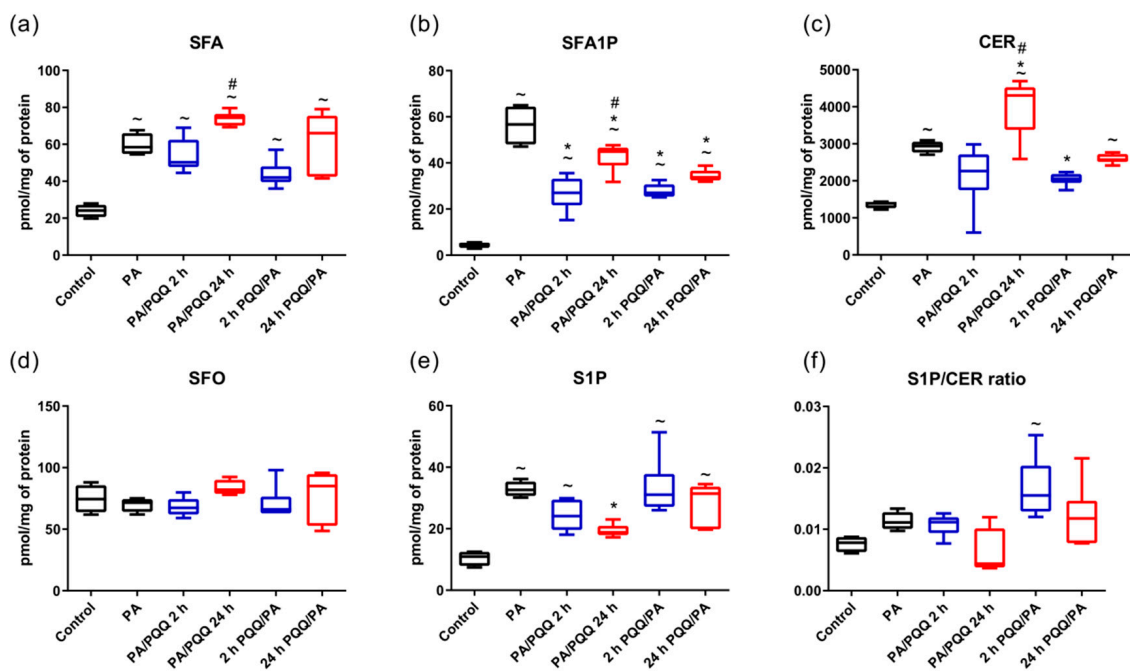 (a)
SFA
pmol/mg of protein
100
80
60
40
20
0
~
~
#
~
~
~
Control
PA
PA/PQQ 2 h
PA/PQQ 24 h
2 h PQQ/PA
24 h PQQ/PA
(b)
SFA1P
pmol/mg of protein
60
40
20
0
80
~
*
~
#
*
~
*
~
*
~
Control
PA
PA/PQQ 2 h
PA/PQQ 24 h
2 h PQQ/PA
24 h PQQ/PA
(c)
CER
pmol/mg of protein
5000
4000
3000
2000
1000
0
~
#
*
~
*
~
Control
PA
PA/PQQ 2 h
PA/PQQ 24 h
2 h PQQ/PA
24 h PQQ/PA
(d)
SFO
pmol/mg of protein
150
100
50
0
Control
PA
PA/PQQ 2 h
PA/PQQ 24 h
2 h PQQ/PA
24 h PQQ/PA
(e)
S1P
pmol/mg of protein
60
40
20
0
~
~
*
~
~
Control
PA
PA/PQQ 2 h
PA/PQQ 24 h
2 h PQQ/PA
24 h PQQ/PA
(f)
S1P/CER ratio
pmol/mg of protein
0.03
0.02
0.01
0.00
~
Control
PA
PA/PQQ 2 h
PA/PQQ 24 h
2 h PQQ/PA
24 h PQQ/PA